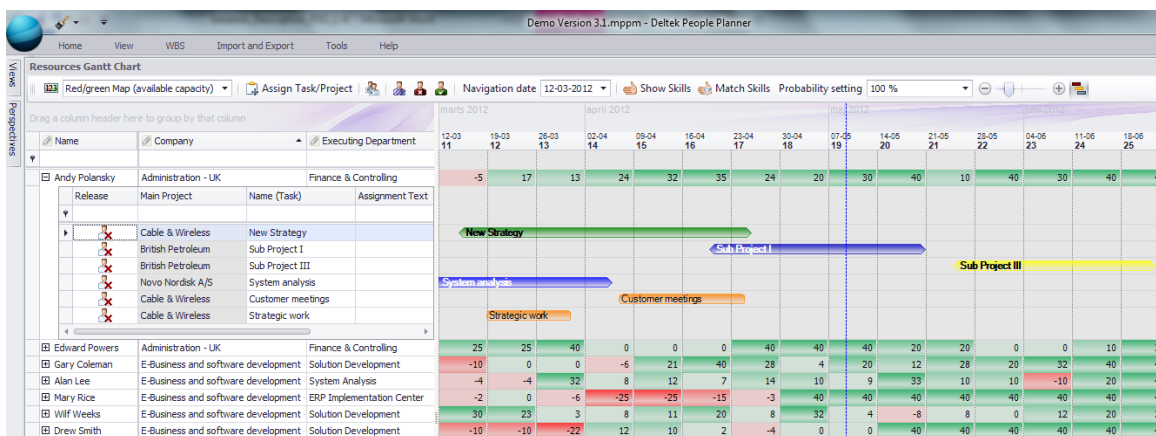 Demo Version 3.1.mppm - Deltek People Planner
Home View WBS Import and Export Tools Help
Views
Perspectives
Resources Gantt Chart
123 Red/green Map (available capacity) Assign Task/Project Navigation date 12-03-2012 Show Skills Match Skills Probability setting 100 %
Drag a column header here to group by that column
marts 2012 april 2012 maj 2012 juni 2012
12-03 19-03 26-03 02-04 09-04 16-04 23-04 30-04 07-05 14-05 21-05 28-05 04-06 11-06 18-06
Name Company Executing Department 11 12 13 14 15 16 17 18 19 20 21 22 23 24 25
Andy Polansky Administration - UK Finance & Controlling -5 17 13 24 32 35 24 20 30 40 10 40 30 40
Release Main Project Name (Task) Assignment Text
Cable & Wireless New Strategy New Strategy
British Petroleum Sub Project I Sub Project I
British Petroleum Sub Project III Sub Project III
Novo Nordisk A/S System analysis System analysis
Cable & Wireless Customer meetings Customer meetings
Cable & Wireless Strategic work Strategic work
Edward Powers Administration - UK Finance & Controlling 25 25 40 0 0 0 40 40 40 20 20 0 0 10
Gary Coleman E-Business and software development Solution Development -10 0 0 -6 21 40 28 4 20 12 28 20 32 40
Alan Lee E-Business and software development System Analysis -4 -4 32 8 12 7 14 10 9 33 10 10 -10 20
Mary Rice E-Business and software development ERP Implementation Center -2 0 -6 -25 -25 -15 -3 40 40 40 40 40 40 40
Wilf Weeks E-Business and software development Solution Development 30 23 3 8 11 20 8 32 4 -8 8 0 12 20
Drew Smith E-Business and software development Solution Development -10 -10 -22 12 10 2 -4 0 0 40 40 40 40 40